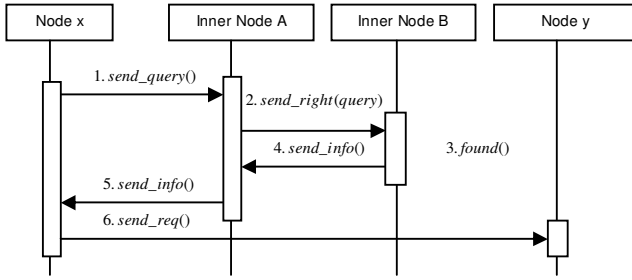 Node x
Inner Node A
Inner Node B
Node y
1. send_query()
2. send_right(query)
3. found()
4. send_info()
5. send_info()
6. send_req()